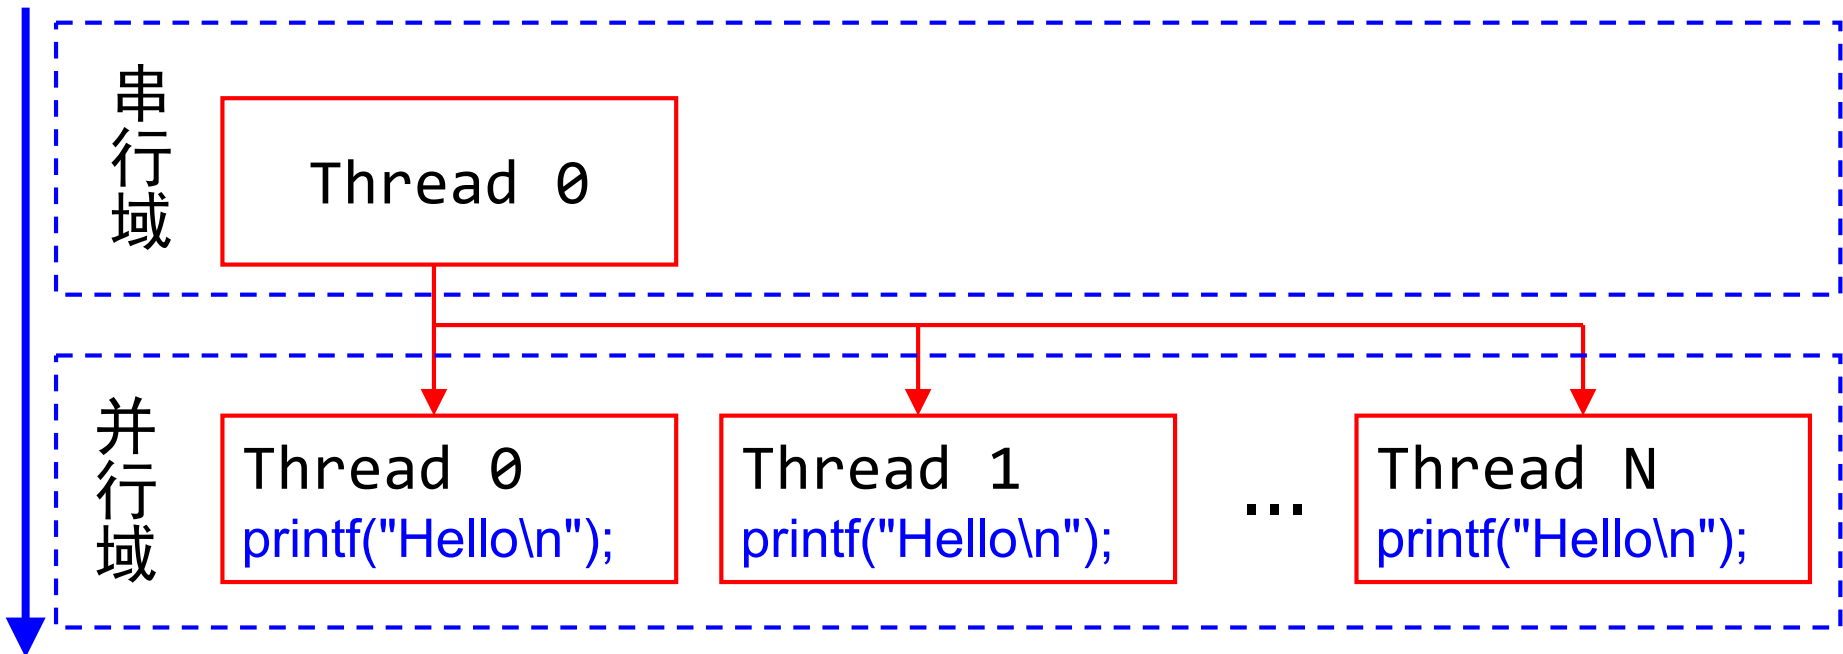 串行域
Thread 0
并行域
Thread 0
printf("Hello\n");
Thread 1
printf("Hello\n");
...
Thread N
printf("Hello\n");